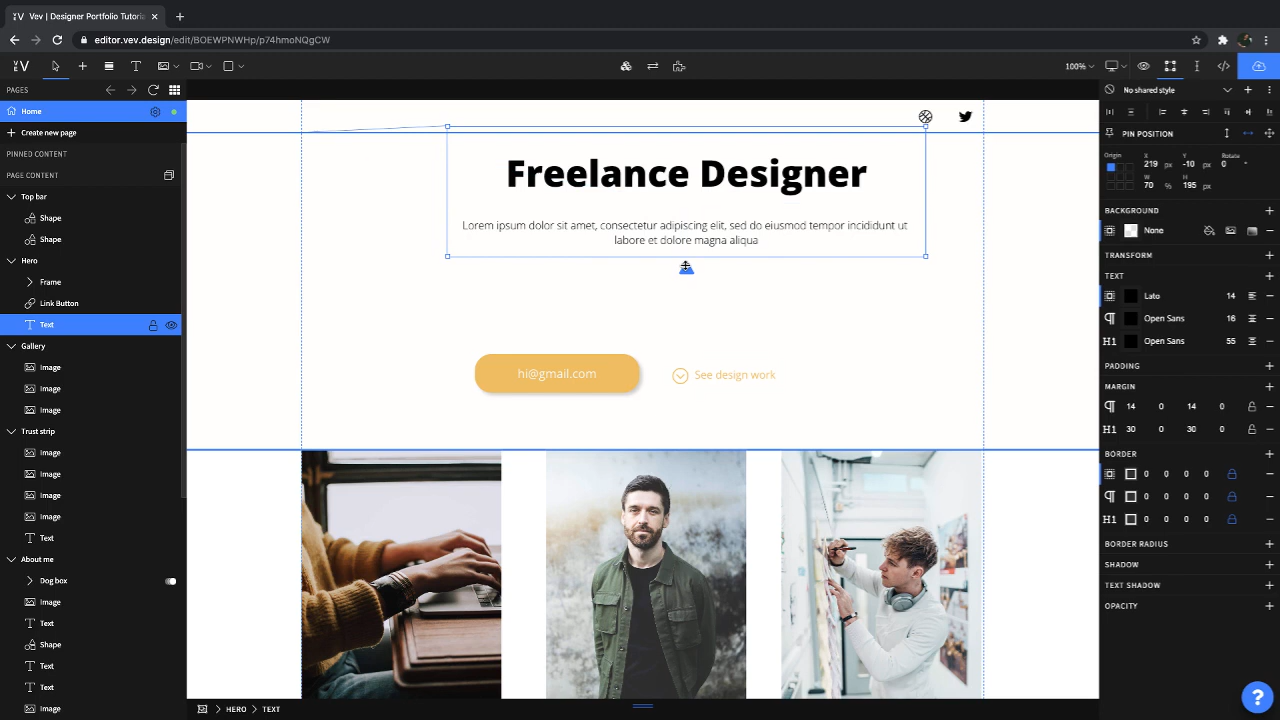 Vev | Designer Portfolio Tutoria
editor.vev.design/edit/BOEWPNWHp/p74hmoNQgCW
100%
PAGES
Home
Create new page
PINNED CONTENT
PAGE CONTENT
Top bar
Shape
Shape
Hero
Frame
Link Button
Text
Gallery
Image
Image
Image
Trust strip
Image
Image
Image
Image
Text
About me
Dog box
Image
Text
Shape
Text
Text
Image
Freelance Designer
Lorem ipsum dolor sit amet, consectetur adipiscing elit, sed do eiusmod tempor incididunt ut
labore et dolore magna aliqua
hi@gmail.com
See design work
HERO > TEXT
No shared style
PIN POSITION
Origin X 219 px Y -10 px Rotate 0 °
W 70 % H 195 px
BACKGROUND
None
TRANSFORM
TEXT
Lato 14
Open Sans 16
H1 Open Sans 55
PADDING
MARGIN
14 0 14 0
H1 30 0 30 0
BORDER
0 0 0 0
0 0 0 0
H1 0 0 0 0
BORDER RADIUS
SHADOW
TEXT SHADOW
OPACITY
?